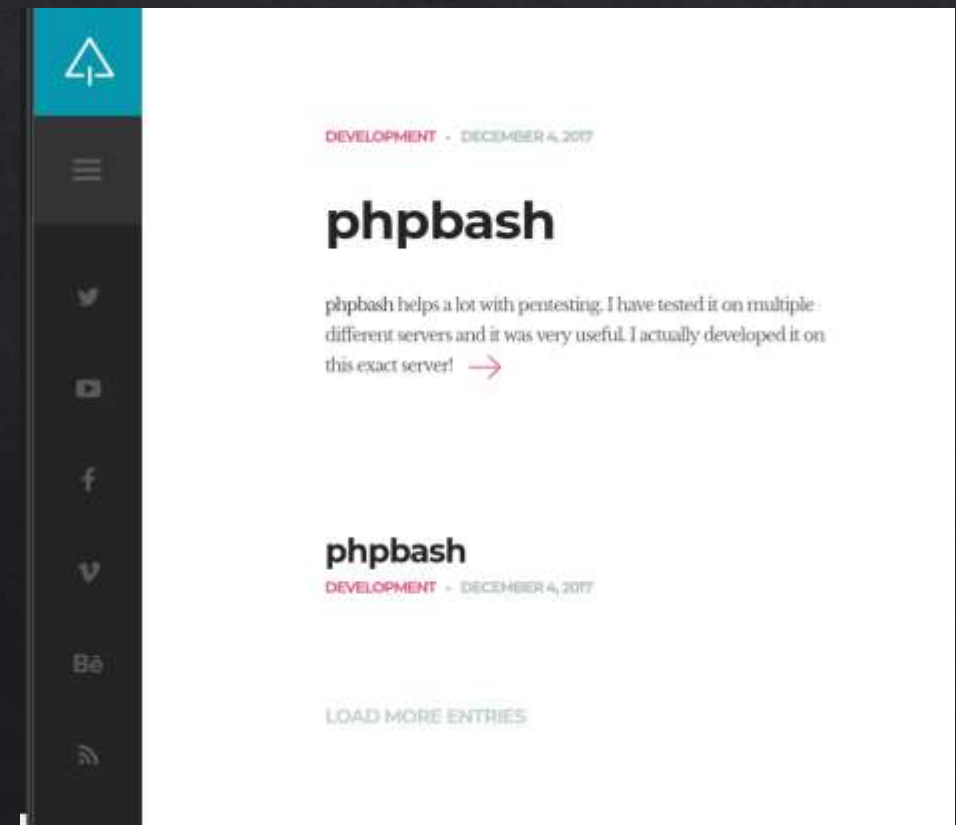 DEVELOPMENT - DECEMBER 4, 2017
phpbash
phpbash helps a lot with pentesting. I have tested it on multiple
different servers and it was very useful. I actually developed it on
this exact server!
phpbash
DEVELOPMENT - DECEMBER 4, 2017
Bē
LOAD MORE ENTRIES